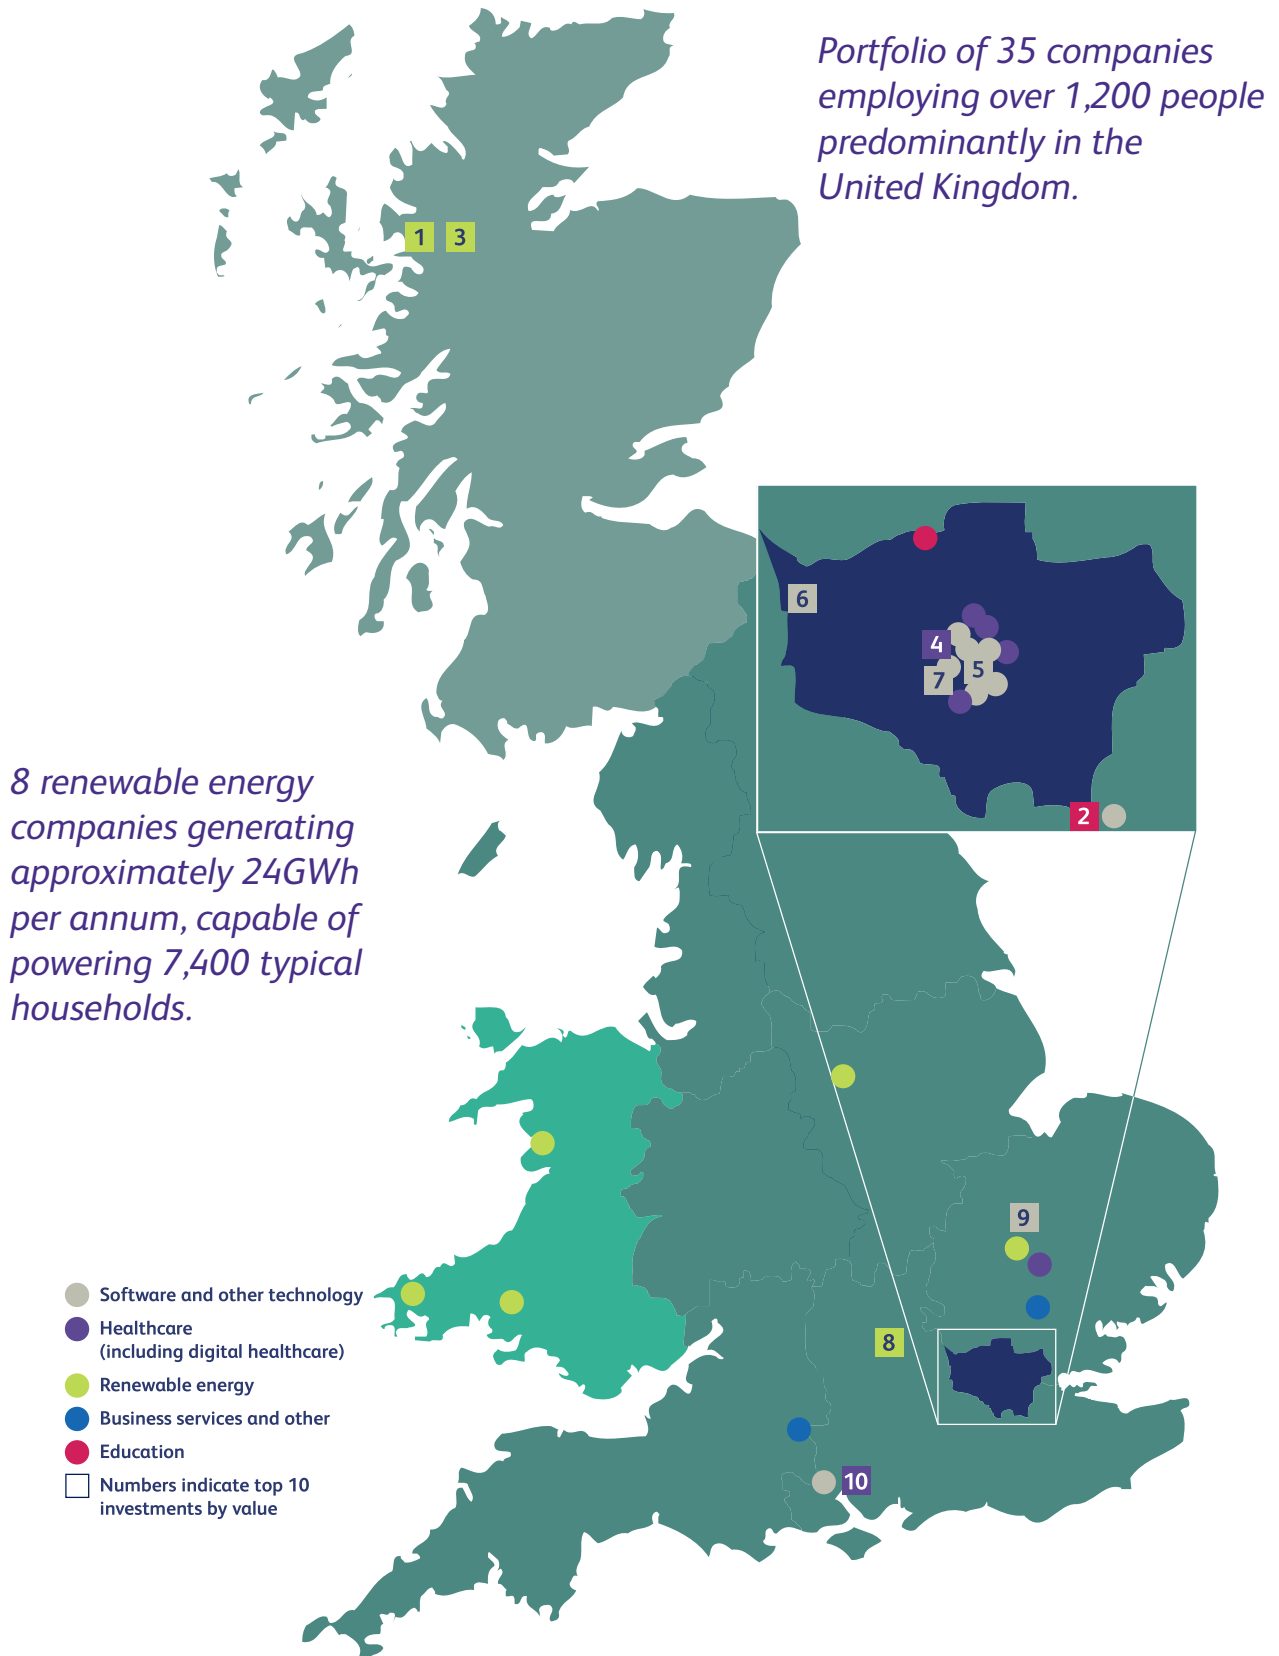 Portfolio of 35 companies
employing over 1,200 people
predominantly in the
United Kingdom.
1 3
6
4
5
7
2
8 renewable energy
companies generating
approximately 24GWh
per annum, capable of
powering 7,400 typical
households.
9
8
10
Software and other technology
Healthcare
(including digital healthcare)
Renewable energy
Business services and other
Education
Numbers indicate top 10
investments by value